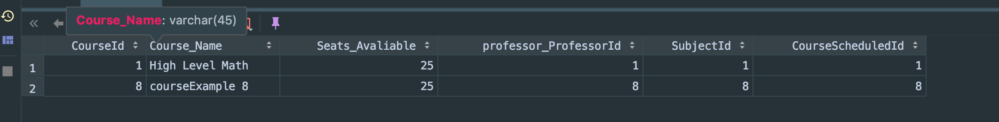 Course_Name: varchar(45)
CourseId Course_Name Seats_Avaliable professor_ProfessorId SubjectId CourseScheduledId
1 1 High Level Math 25 1 1 1
2 8 courseExample 8 25 8 8 8